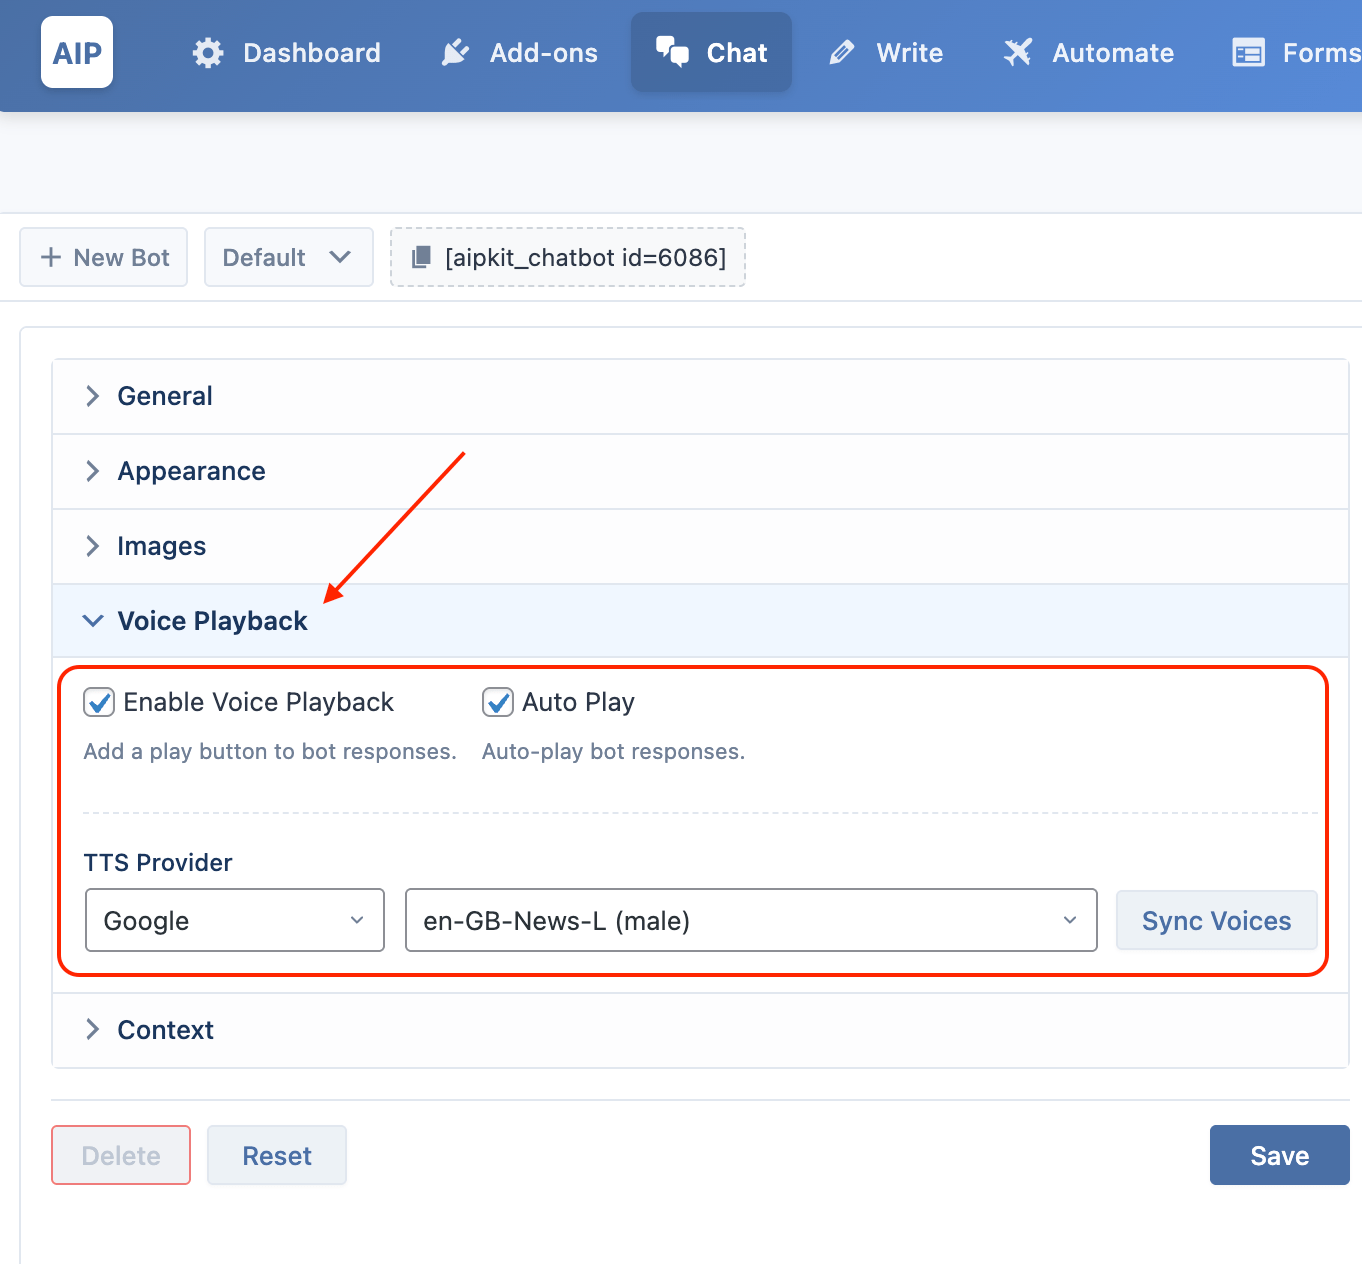 AIP Dashboard Add-ons Chat Write Automate Forms
New Bot Default [aipkit_chatbot id=6086]
General
Appearance
Images
Voice Playback
Enable Voice Playback Auto Play
Add a play button to bot responses. Auto-play bot responses.
TTS Provider
Google en-GB-News-L (male) Sync Voices
Context
Delete Reset Save